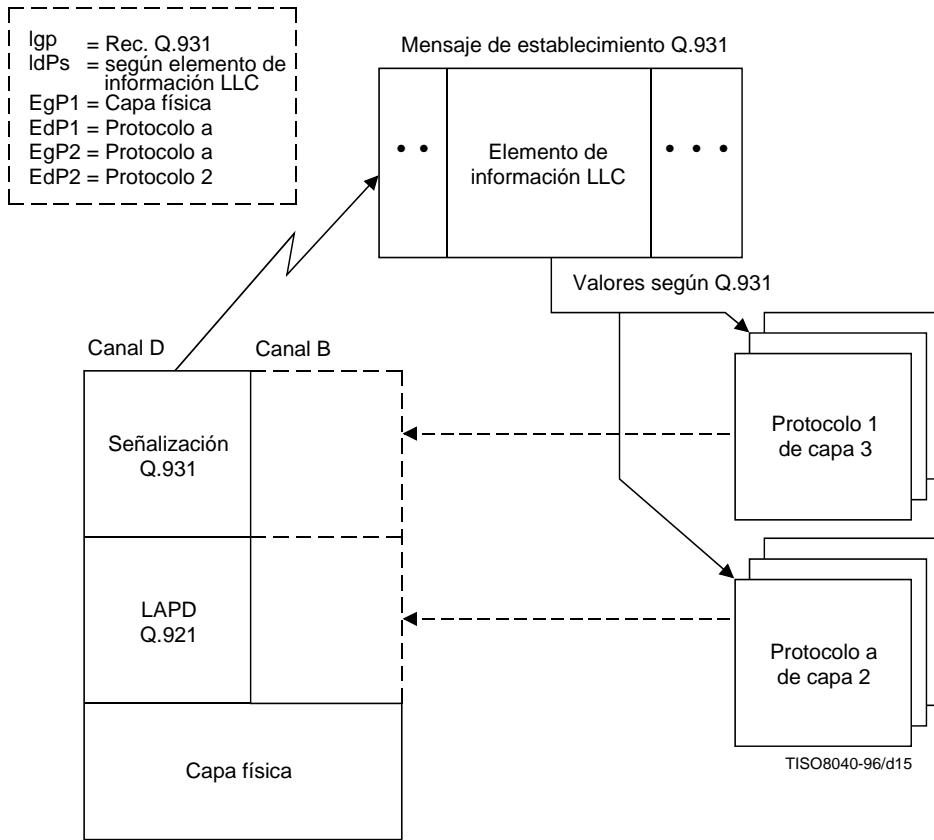 Igp = Rec. Q.931
IdPs = según elemento de
información LLC
EgP1 = Capa física
EdP1 = Protocolo a
EgP2 = Protocolo a
EdP2 = Protocolo 2
Mensaje de establecimiento Q.931
• •
Elemento de
información LLC
• • •
Valores según Q.931
Canal D
Canal B
Señalización
Q.931
Protocolo 1
de capa 3
LAPD
Q.921
Protocolo a
de capa 2
Capa física
TISO8040-96/d15